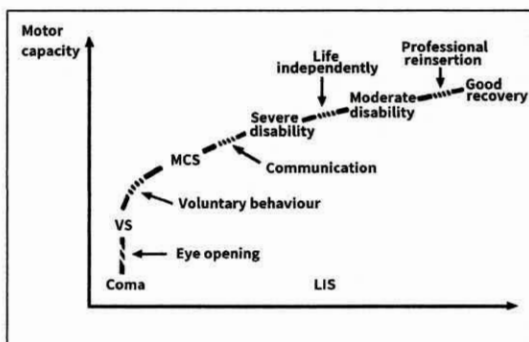 Motor
capacity
Professional
reinsertion
Life
independently
Good
recovery
Moderate
disability
Severe
disability
MCS
Communication
Voluntary behaviour
VS
Eye opening
Coma
LIS